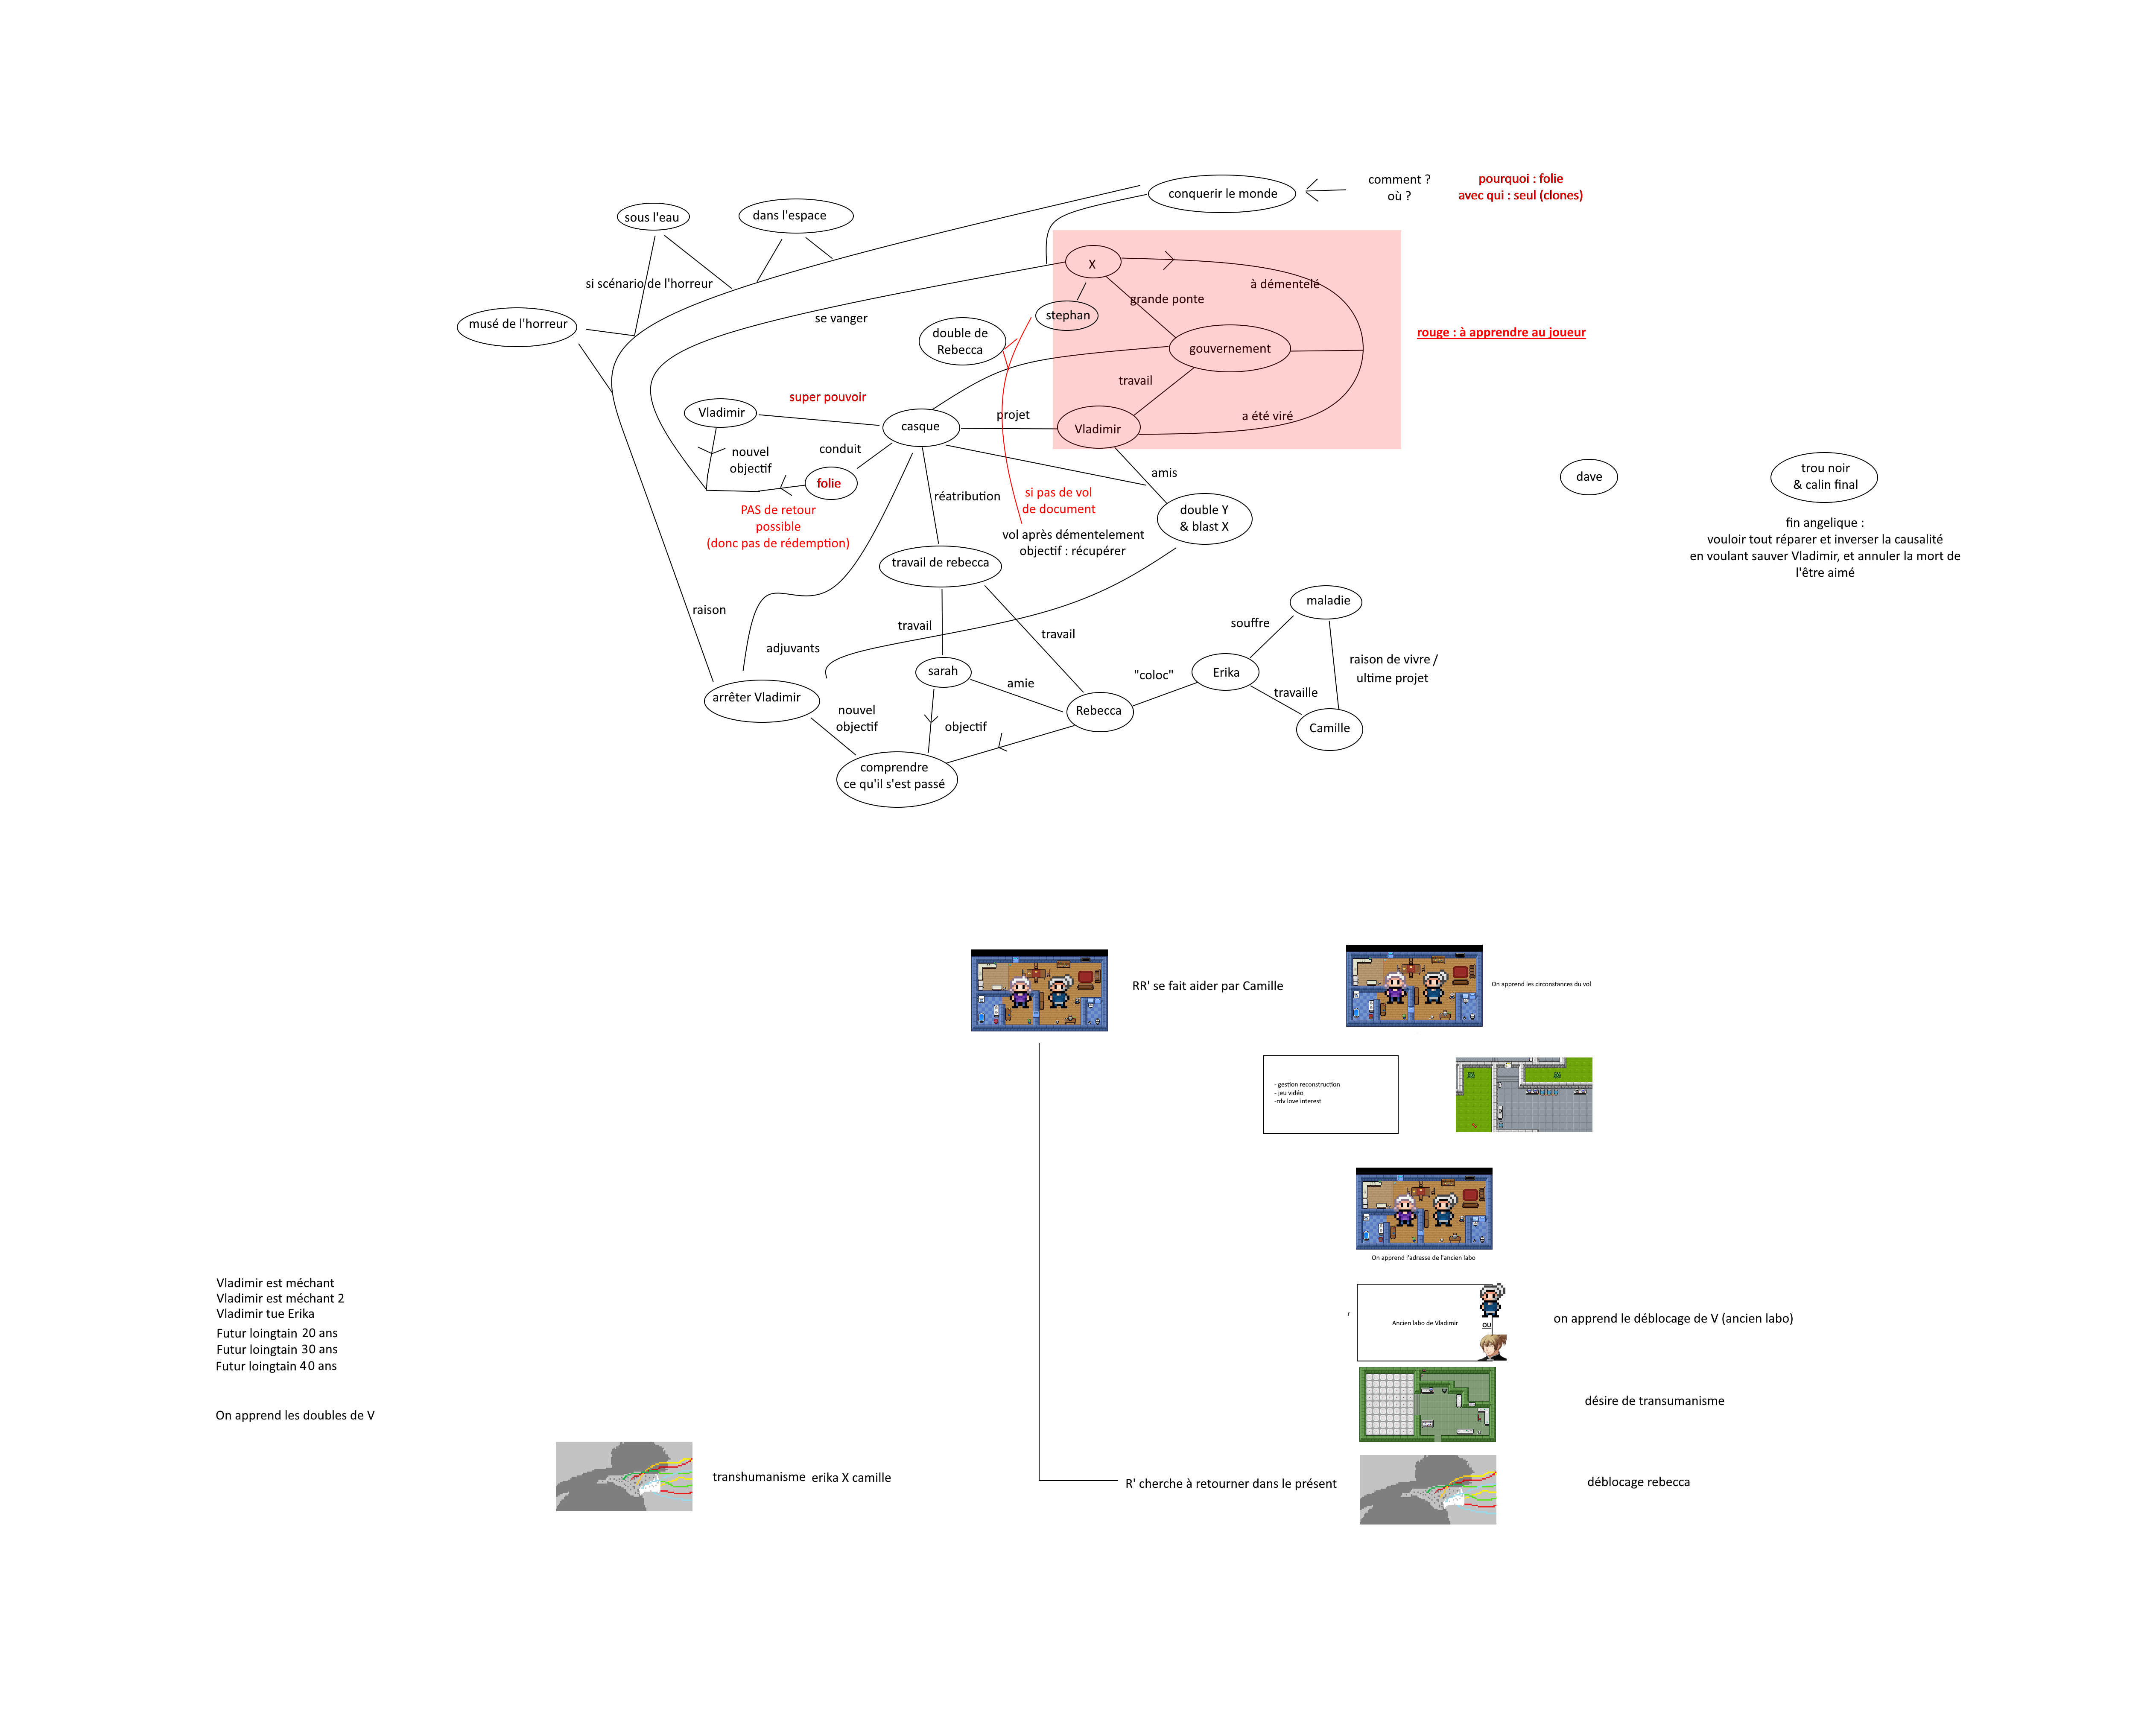 conquerir le monde
comment ?
où ?
pourquoi : folie
avec qui : seul (clones)
sous l'eau
dans l'espace
X
si scénario de l'horreur
à démentelé
grande ponte
stephan
musé de l'horreur
se vanger
double de
Rebecca
rouge : à apprendre au joueur
gouvernement
travail
super pouvoir
Vladimir
projet
a été viré
casque
Vladimir
conduit
nouvel
objectif
amis
folie
dave
trou noir
& calin final
réatribution
si pas de vol
de document
PAS de retour
possible
(donc pas de rédemption)
double Y
& blast X
vol après démentelement
objectif : récupérer
fin angelique :
vouloir tout réparer et inverser la causalité
en voulant sauver Vladimir, et annuler la mort de
l'être aimé
travail de rebecca
maladie
raison
souffre
travail
travail
adjuvants
raison de vivre /
ultime projet
sarah
"coloc"
Erika
amie
travaille
arrêter Vladimir
nouvel
objectif
Rebecca
objectif
Camille
comprendre
ce qu'il s'est passé
RR' se fait aider par Camille
On apprend les circonstances du vol
- gestion reconstruction
- jeu vidéo
-rdv love interest
On apprend l'adresse de l'ancien labo
Vladimir est méchant
Vladimir est méchant 2
Vladimir tue Erika
Futur loingtain 20 ans
Futur loingtain 30 ans
Futur loingtain 40 ans
r
Ancien labo de Vladimir
OU
on apprend le déblocage de V (ancien labo)
désire de transumanisme
On apprend les doubles de V
transhumanisme erika X camille
R' cherche à retourner dans le présent
déblocage rebecca